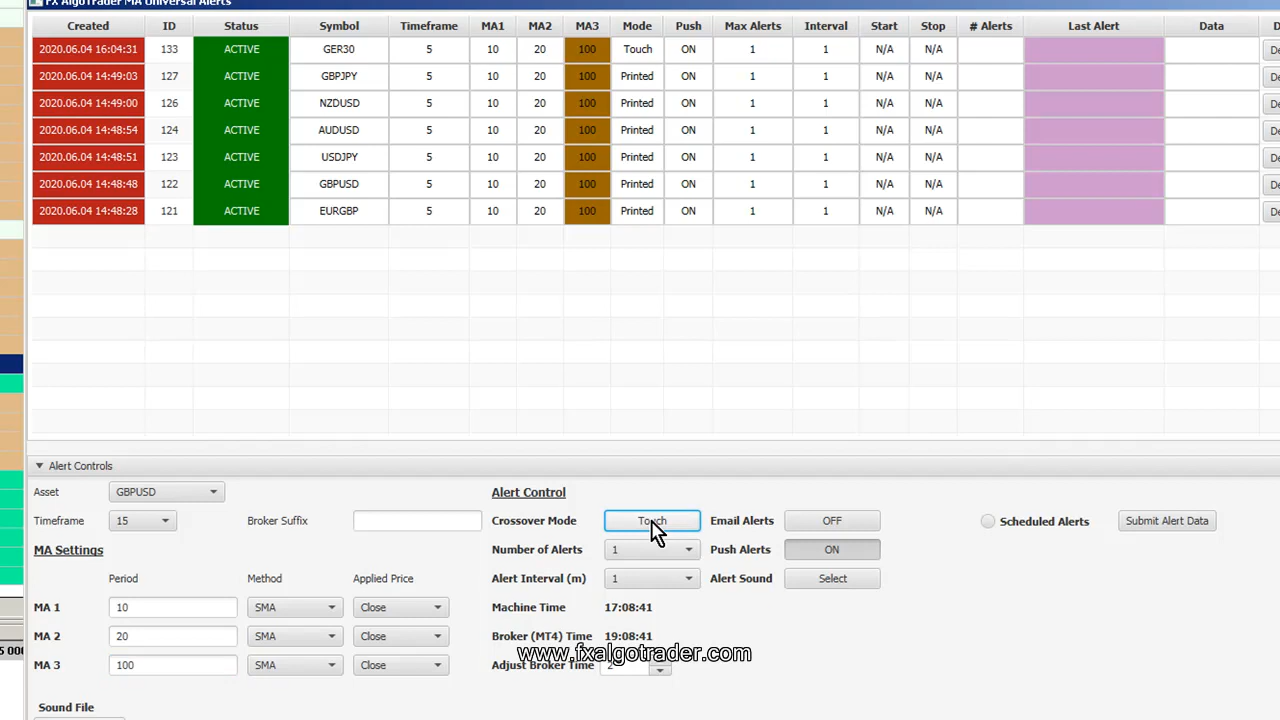 FX AlgoTrader MA Universal Alerts
Created ID Status Symbol Timeframe MA1 MA2 MA3 Mode Push Max Alerts Interval Start Stop # Alerts Last Alert Data
2020.06.04 16:04:31 133 ACTIVE GER30 5 10 20 100 Touch ON 1 1 N/A N/A De
2020.06.04 14:49:03 127 ACTIVE GBPJPY 5 10 20 100 Printed ON 1 1 N/A N/A De
2020.06.04 14:49:00 126 ACTIVE NZDUSD 5 10 20 100 Printed ON 1 1 N/A N/A De
2020.06.04 14:48:54 124 ACTIVE AUDUSD 5 10 20 100 Printed ON 1 1 N/A N/A De
2020.06.04 14:48:51 123 ACTIVE USDJPY 5 10 20 100 Printed ON 1 1 N/A N/A De
2020.06.04 14:48:48 122 ACTIVE GBPUSD 5 10 20 100 Printed ON 1 1 N/A N/A De
2020.06.04 14:48:28 121 ACTIVE EURGBP 5 10 20 100 Printed ON 1 1 N/A N/A De
Alert Controls
Asset GBPUSD Alert Control
Timeframe 15 Broker Suffix Crossover Mode Touch Email Alerts OFF Scheduled Alerts Submit Alert Data
MA Settings Number of Alerts 1 Push Alerts ON
Period Method Applied Price Alert Interval (m) 1 Alert Sound Select
MA 1 10 SMA Close Machine Time 17:08:41
MA 2 20 SMA Close Broker (MT4) Time 19:08:41
www.fxalgotrader.com
MA 3 100 SMA Close Adjust Broker Time 2
Sound File